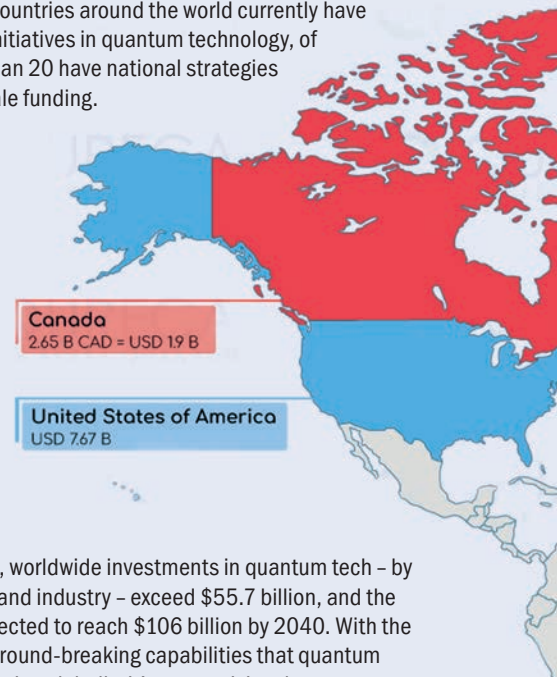 ountries around the world currently have
nitiatives in quantum technology, of
an 20 have national strategies
le funding.
Canada
2.65 B CAD = USD 1.9 B
United States of America
USD 7.67 B
, worldwide investments in quantum tech – by
and industry – exceed $55.7 billion, and the
ected to reach $106 billion by 2040. With the
round-breaking capabilities that quantum